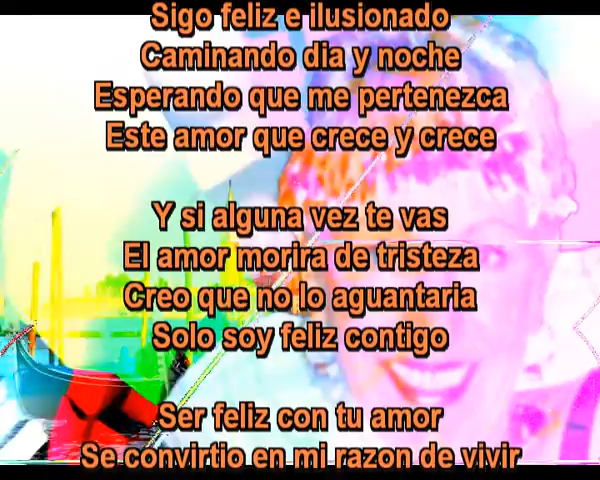 Sigo feliz e ilusionado
Caminando dia y noche
Esperando que me pertenezca
Este amor que crece y crece
Y si alguna vez te vas
El amor morira de tristeza
Creo que no lo aguantaria
Solo soy feliz contigo
Ser feliz con tu amor
Se convirtio en mi razon de vivir